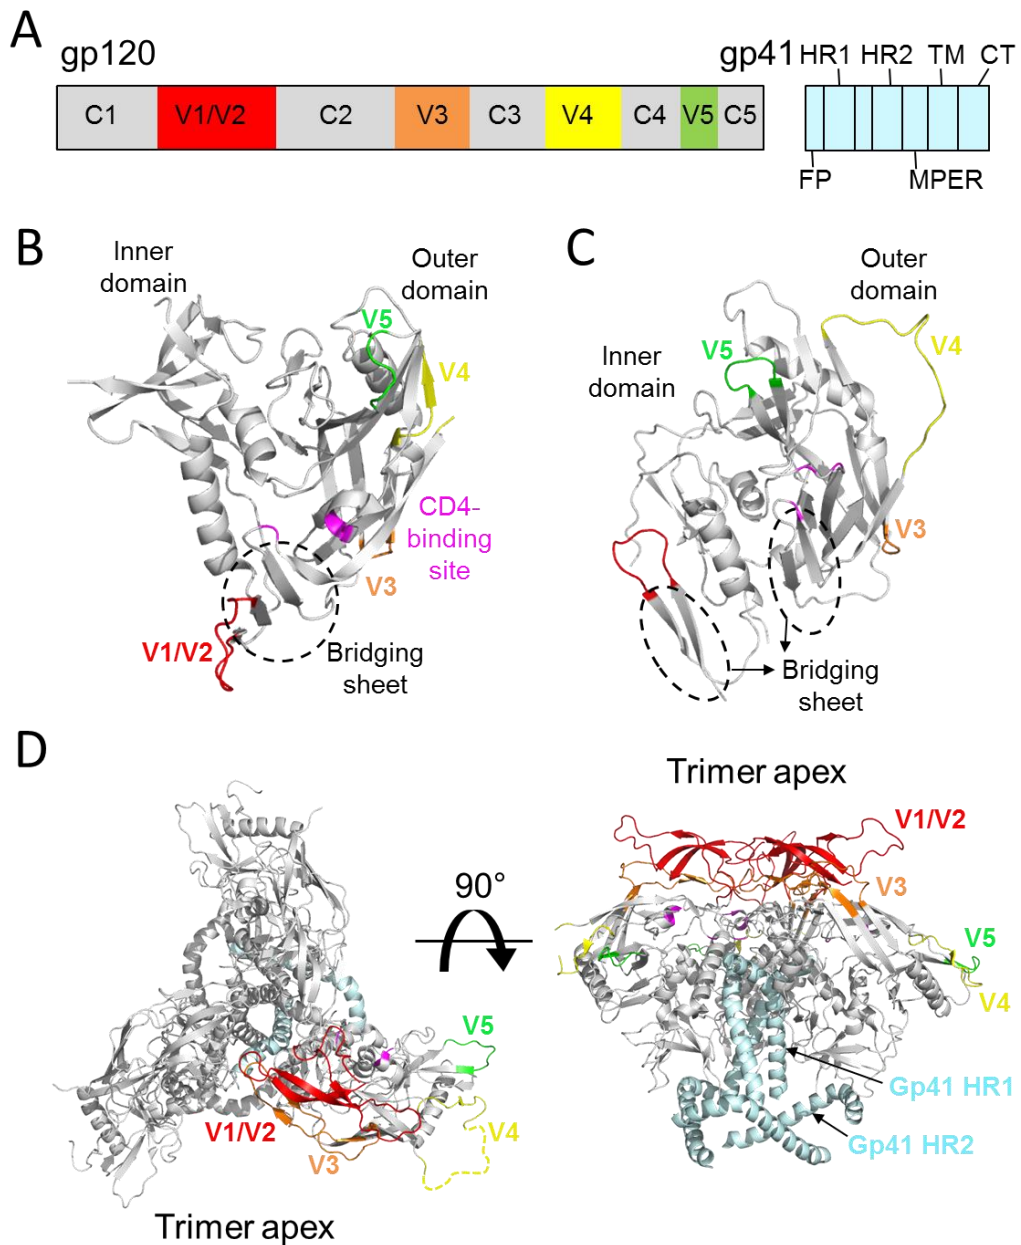 A
gp120
gp41
HR1
HR2
TM
CT
C1
V1/V2
C2
V3
C3
V4
C4
V5
C5
FP
MPER
B
Inner
domain
Outer
domain
V5
V4
CD4-
binding
site
V3
V1/V2
Bridging
sheet
C
Outer
domain
Inner
domain
V5
V4
V3
Bridging
sheet
D
Trimer apex
V1/V2
V3
90°
V5
V4
Gp41 HR1
Gp41 HR2
V5
V4
V1/V2
V3
Trimer apex